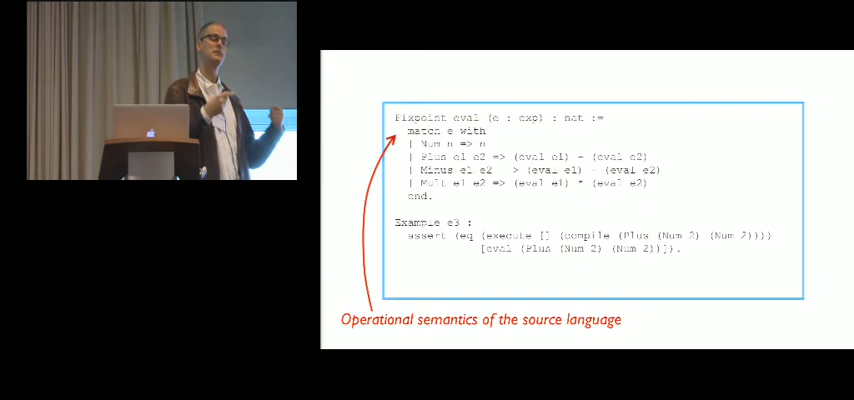 Fixpoint eval (e : exp) : nat :=
match e with
| Num n => n
| Plus e1 e2 => (eval e1) + (eval e2)
| Minus e1 e2 => (eval e1) - (eval e2)
| Mult e1 e2 => (eval e1) * (eval e2)
end.
Example e3 :
assert (eq (execute [] (compile (Plus (Num 2) (Num 2))))
[eval (Plus (Num 2) (Num 2))]).
Operational semantics of the source language